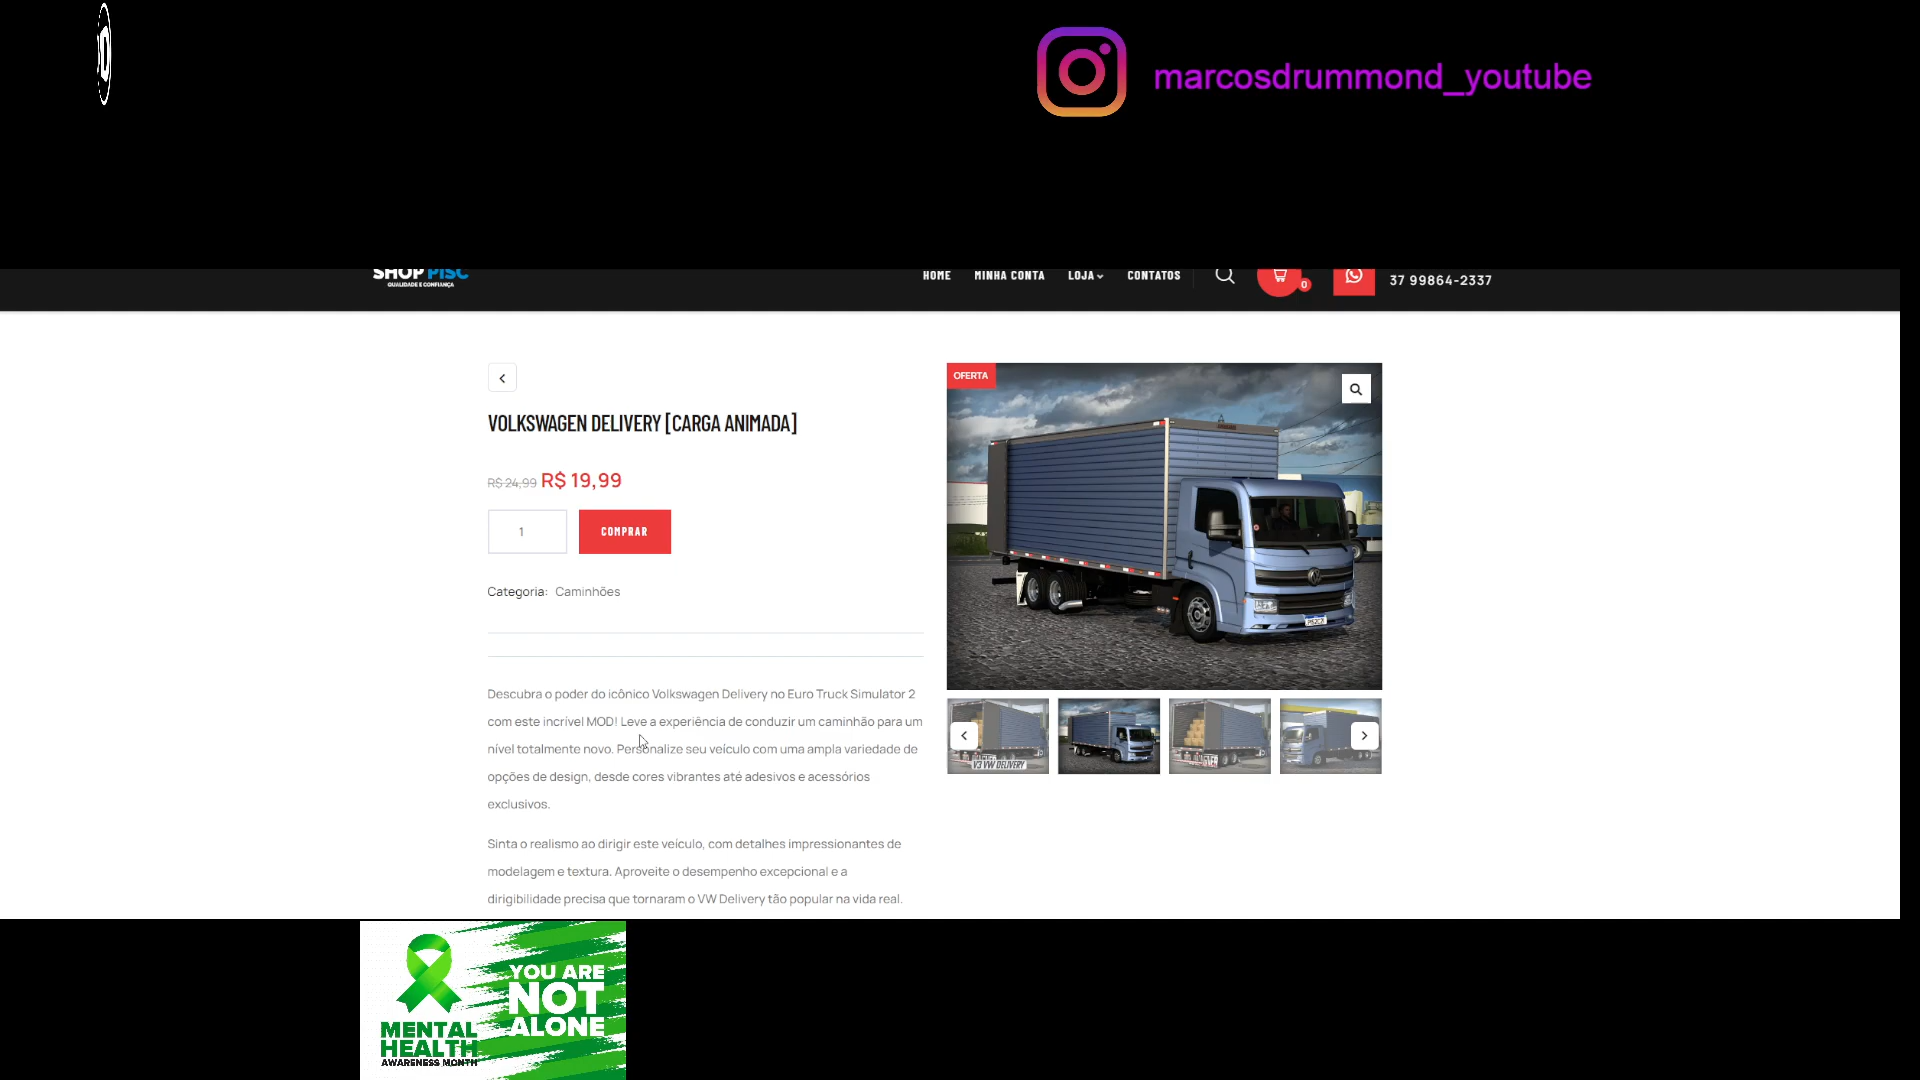 marcosdrummond_youtube
SHOP PISC
QUALIDADE E CONFIANÇA
HOME
MINHA CONTA
LOJA
CONTATOS
0
37 99864-2337
VOLKSWAGEN DELIVERY [CARGA ANIMADA]
R$ 24,99 R$ 19,99
1
COMPRAR
Categoria: Caminhões
Descubra o poder do icônico Volkswagen Delivery no Euro Truck Simulator 2
com este incrível MOD! Leve a experiência de conduzir um caminhão para um
nível totalmente novo. Personalize seu veículo com uma ampla variedade de
opções de design, desde cores vibrantes até adesivos e acessórios
exclusivos.
Sinta o realismo ao dirigir este veículo, com detalhes impressionantes de
modelagem e textura. Aproveite o desempenho excepcional e a
dirigibilidade precisa que tornaram o VW Delivery tão popular na vida real.
OFERTA
V3 VW DELIVERY
MENTAL
HEALTH
AWARENESS MONTH
YOU ARE
NOT
ALONE